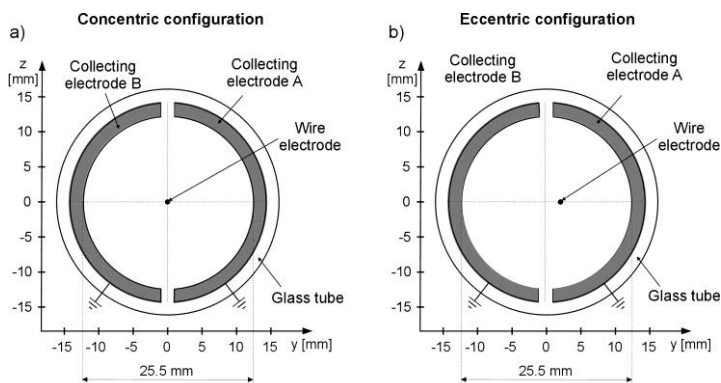 Concentric configuration
a)
z
[mm]
Collecting
electrode B
Collecting
electrode A
Wire
electrode
Glass tube
15
10
5
0
-5
-10
-15
-15 -10 -5 0 5 10 15 y [mm]
25.5 mm
Eccentric configuration
b)
z
[mm]
Collecting
electrode B
Collecting
electrode A
Wire
electrode
Glass tube
15
10
5
0
-5
-10
-15
-15 -10 -5 0 5 10 15 y [mm]
25.5 mm